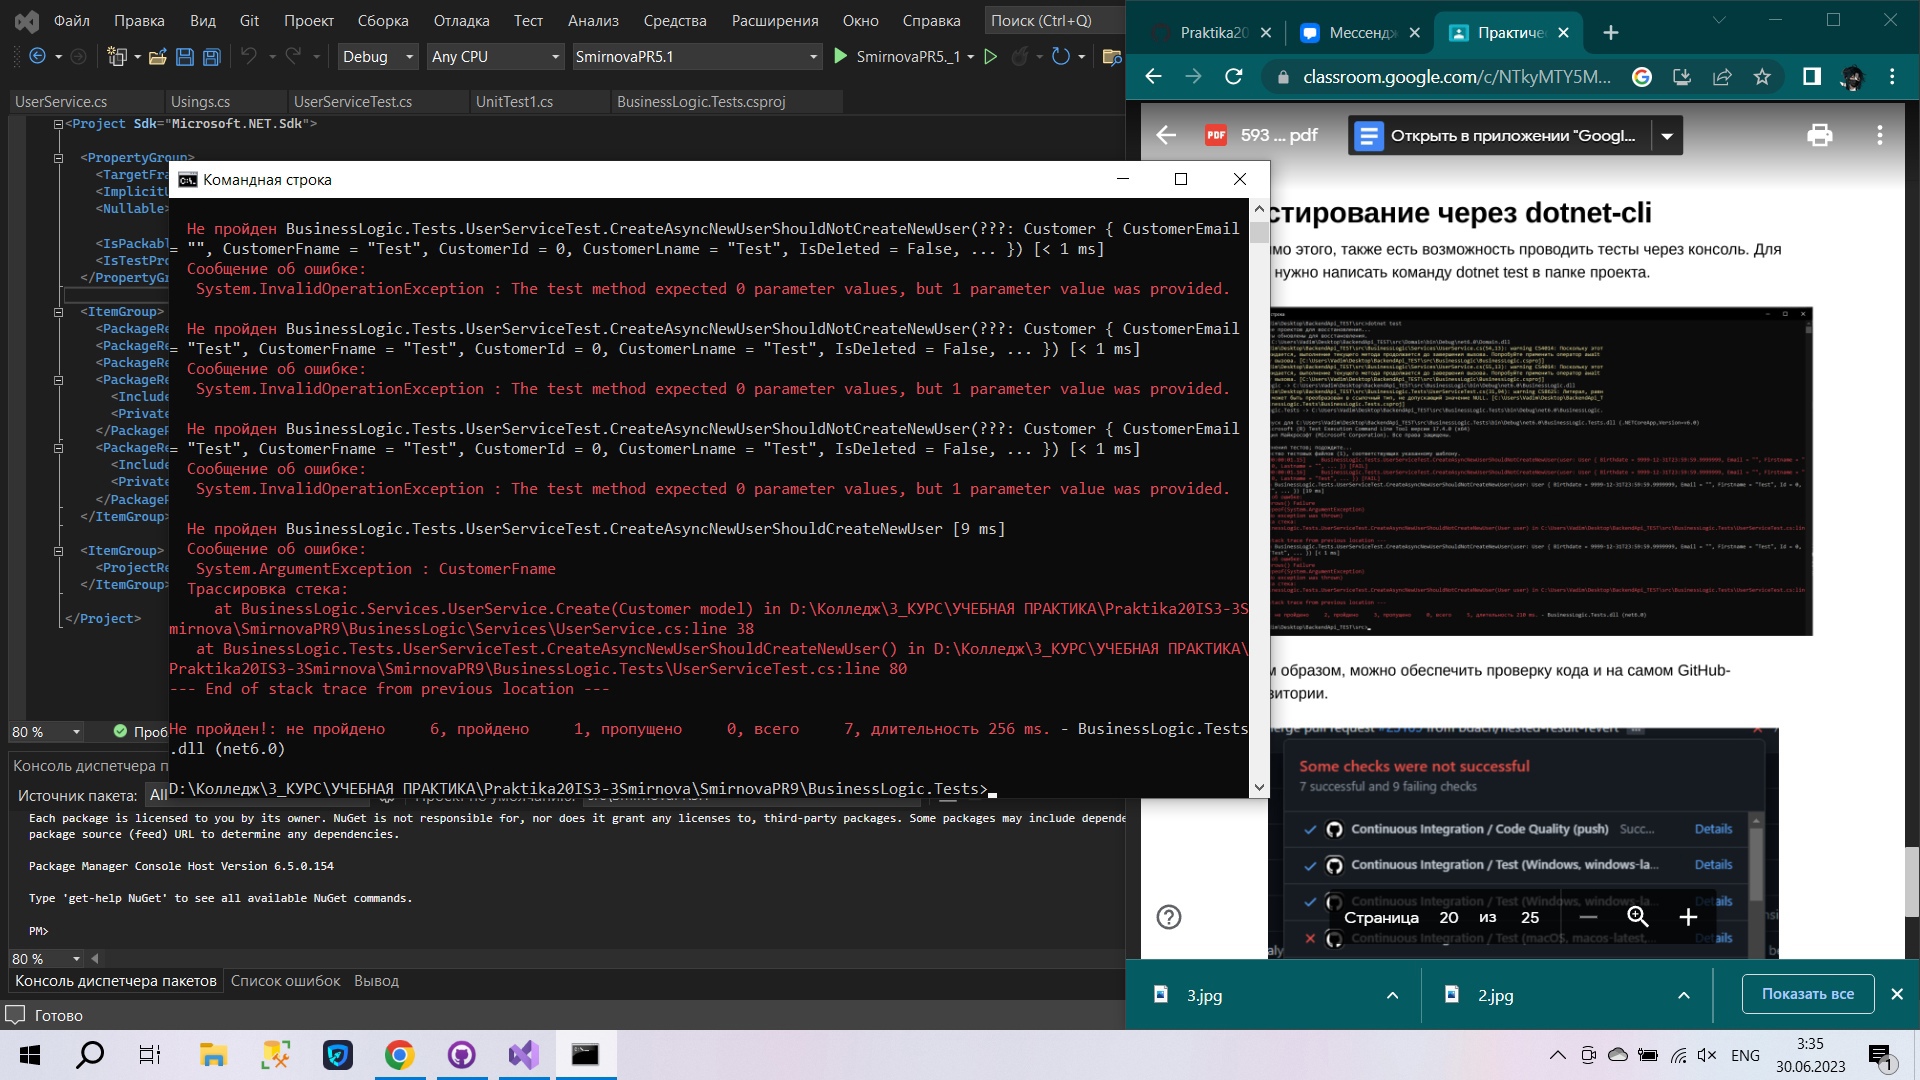 Файл Правка Вид Git Проект Сборка Отладка Тест Анализ Средства Расширения Окно Справка Поиск (Ctrl+Q)
Debug Any CPU SmirnovaPR5.1 SmirnovaPR5._1
UserService.cs Usings.cs UserServiceTest.cs UnitTest1.cs BusinessLogic.Tests.csproj
<Project Sdk="Microsoft.NET.Sdk">
<PropertyGroup>
<TargetFra
<ImplicitU
<Nullable>
<IsPackabl
<IsTestPro
</PropertyGr
<ItemGroup>
<PackageRe
<PackageRe
<PackageRe
<PackageRe
<Include
<Private
</PackageR
<PackageRe
<Include
<Private
</PackageR
</ItemGroup>
<ItemGroup>
<ProjectRe
</ItemGroup>
</Project>
Командная строка
Не пройден BusinessLogic.Tests.UserServiceTest.CreateAsyncNewUserShouldNotCreateNewUser(???: Customer { CustomerEmail
= "", CustomerFname = "Test", CustomerId = 0, CustomerLname = "Test", IsDeleted = False, ... }) [< 1 ms]
Сообщение об ошибке:
System.InvalidOperationException : The test method expected 0 parameter values, but 1 parameter value was provided.
Не пройден BusinessLogic.Tests.UserServiceTest.CreateAsyncNewUserShouldNotCreateNewUser(???: Customer { CustomerEmail
= "Test", CustomerFname = "Test", CustomerId = 0, CustomerLname = "Test", IsDeleted = False, ... }) [< 1 ms]
Сообщение об ошибке:
System.InvalidOperationException : The test method expected 0 parameter values, but 1 parameter value was provided.
Не пройден BusinessLogic.Tests.UserServiceTest.CreateAsyncNewUserShouldNotCreateNewUser(???: Customer { CustomerEmail
= "Test", CustomerFname = "Test", CustomerId = 0, CustomerLname = "Test", IsDeleted = False, ... }) [< 1 ms]
Сообщение об ошибке:
System.InvalidOperationException : The test method expected 0 parameter values, but 1 parameter value was provided.
Не пройден BusinessLogic.Tests.UserServiceTest.CreateAsyncNewUserShouldCreateNewUser [9 ms]
Сообщение об ошибке:
System.ArgumentException : CustomerFname
Трассировка стека:
at BusinessLogic.Services.UserService.Create(Customer model) in D:\Колледж\3_КУРС\УЧЕБНАЯ ПРАКТИКА\Praktika20IS3-3S
mirnova\SmirnovaPR9\BusinessLogic\Services\UserService.cs:line 38
at BusinessLogic.Tests.UserServiceTest.CreateAsyncNewUserShouldCreateNewUser() in D:\Колледж\3_КУРС\УЧЕБНАЯ ПРАКТИКА\
Praktika20IS3-3Smirnova\SmirnovaPR9\BusinessLogic.Tests\UserServiceTest.cs:line 80
--- End of stack trace from previous location ---
Не пройден!: не пройдено 6, пройдено 1, пропущено 0, всего 7, длительность 256 ms. - BusinessLogic.Tests
.dll (net6.0)
D:\Колледж\3_КУРС\УЧЕБНАЯ ПРАКТИКА\Praktika20IS3-3Smirnova\SmirnovaPR9\BusinessLogic.Tests>
80 % Проб
Консоль диспетчера п
Источник пакета: All
Each package is licensed to you by its owner. NuGet is not responsible for, nor does it grant any licenses to, third-party packages. Some packages may include depende
package source (feed) URL to determine any dependencies.
Package Manager Console Host Version 6.5.0.154
Type 'get-help NuGet' to see all available NuGet commands.
PM>
80 %
Консоль диспетчера пакетов Список ошибок Вывод
Готово
Praktika20 Мессендж Практиче
classroom.google.com/c/NTkyMTY5M...
PDF 593 ... pdf Открыть в приложении "Googl...
стирование через dotnet-cli
мо этого, также есть возможность проводить тесты через консоль. Для
нужно написать команду dotnet test в папке проекта.
м образом, можно обеспечить проверку кода и на самом GitHub-
зитории.
Some checks were not successful
7 successful and 9 failing checks
Continuous Integration / Code Quality (push) Succ... Details
Continuous Integration / Test (Windows, windows-la... Details
Continuous Integration / Test (Windows, windows-la... Details
Continuous Integration / Test (macOS, macos-latest,...
Страница 20 из 25
3.jpg 2.jpg Показать все
ENG 3:35
30.06.2023
1